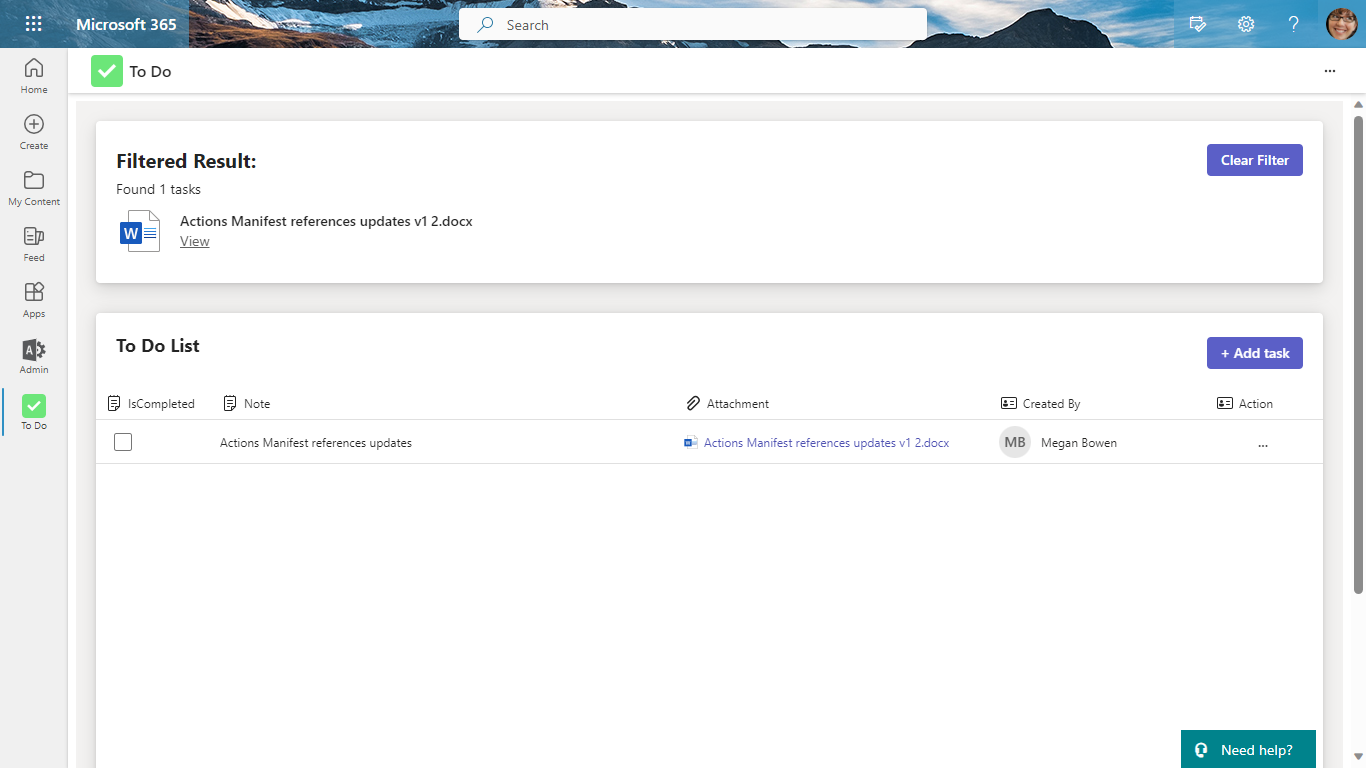 Microsoft 365
Search
?
Home
Create
My Content
Feed
Apps
Admin
To Do
To Do
...
Filtered Result:
Clear Filter
Found 1 tasks
W
Actions Manifest references updates v1 2.docx
View
To Do List
+ Add task
IsCompleted
Note
Attachment
Created By
Action
Actions Manifest references updates
Actions Manifest references updates v1 2.docx
MB
Megan Bowen
...
Need help?